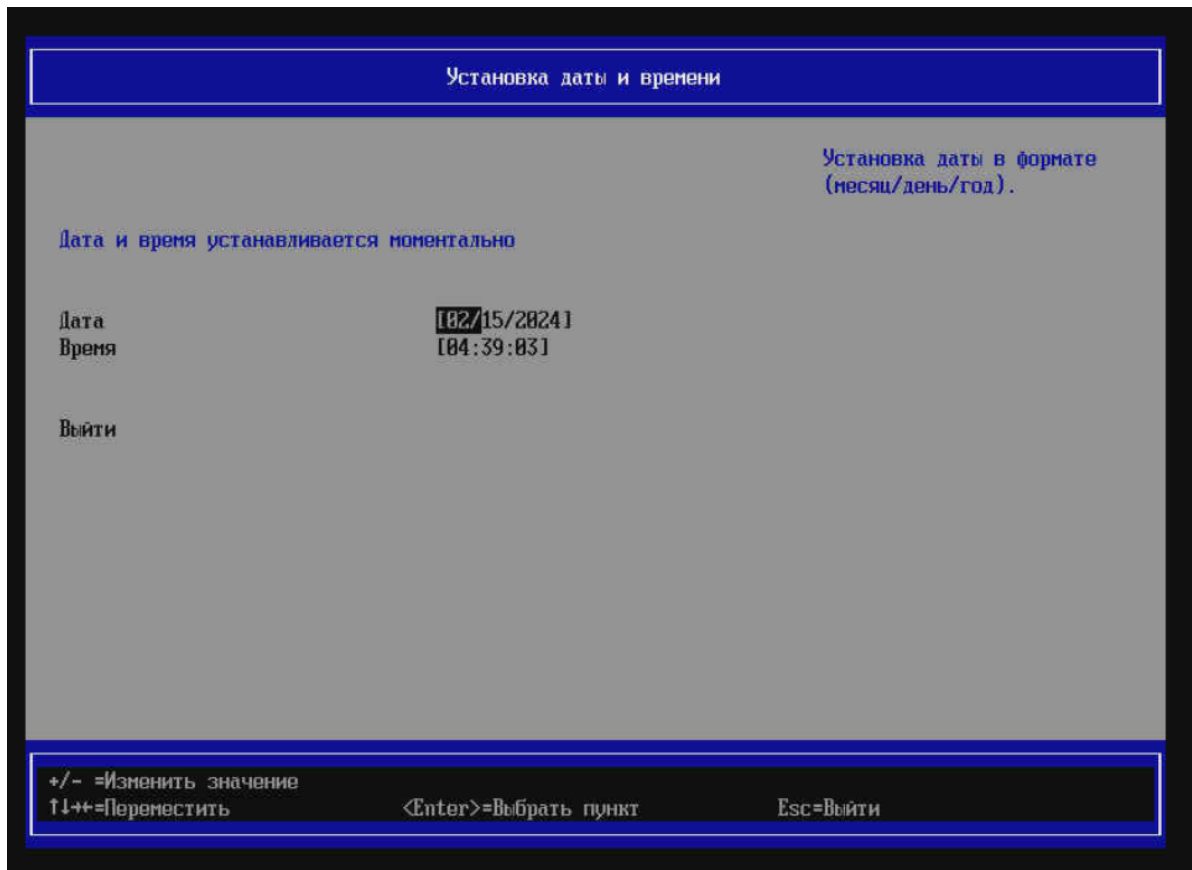 Установка даты и времени
Установка даты в формате
(месяц/день/год).
Дата и время устанавливается моментально
Дата [02/15/2024]
Время [04:39:03]
Выйти
+/- =Изменить значение
↑↓→←=Переместить <Enter>=Выбрать пункт Esc=Выйти